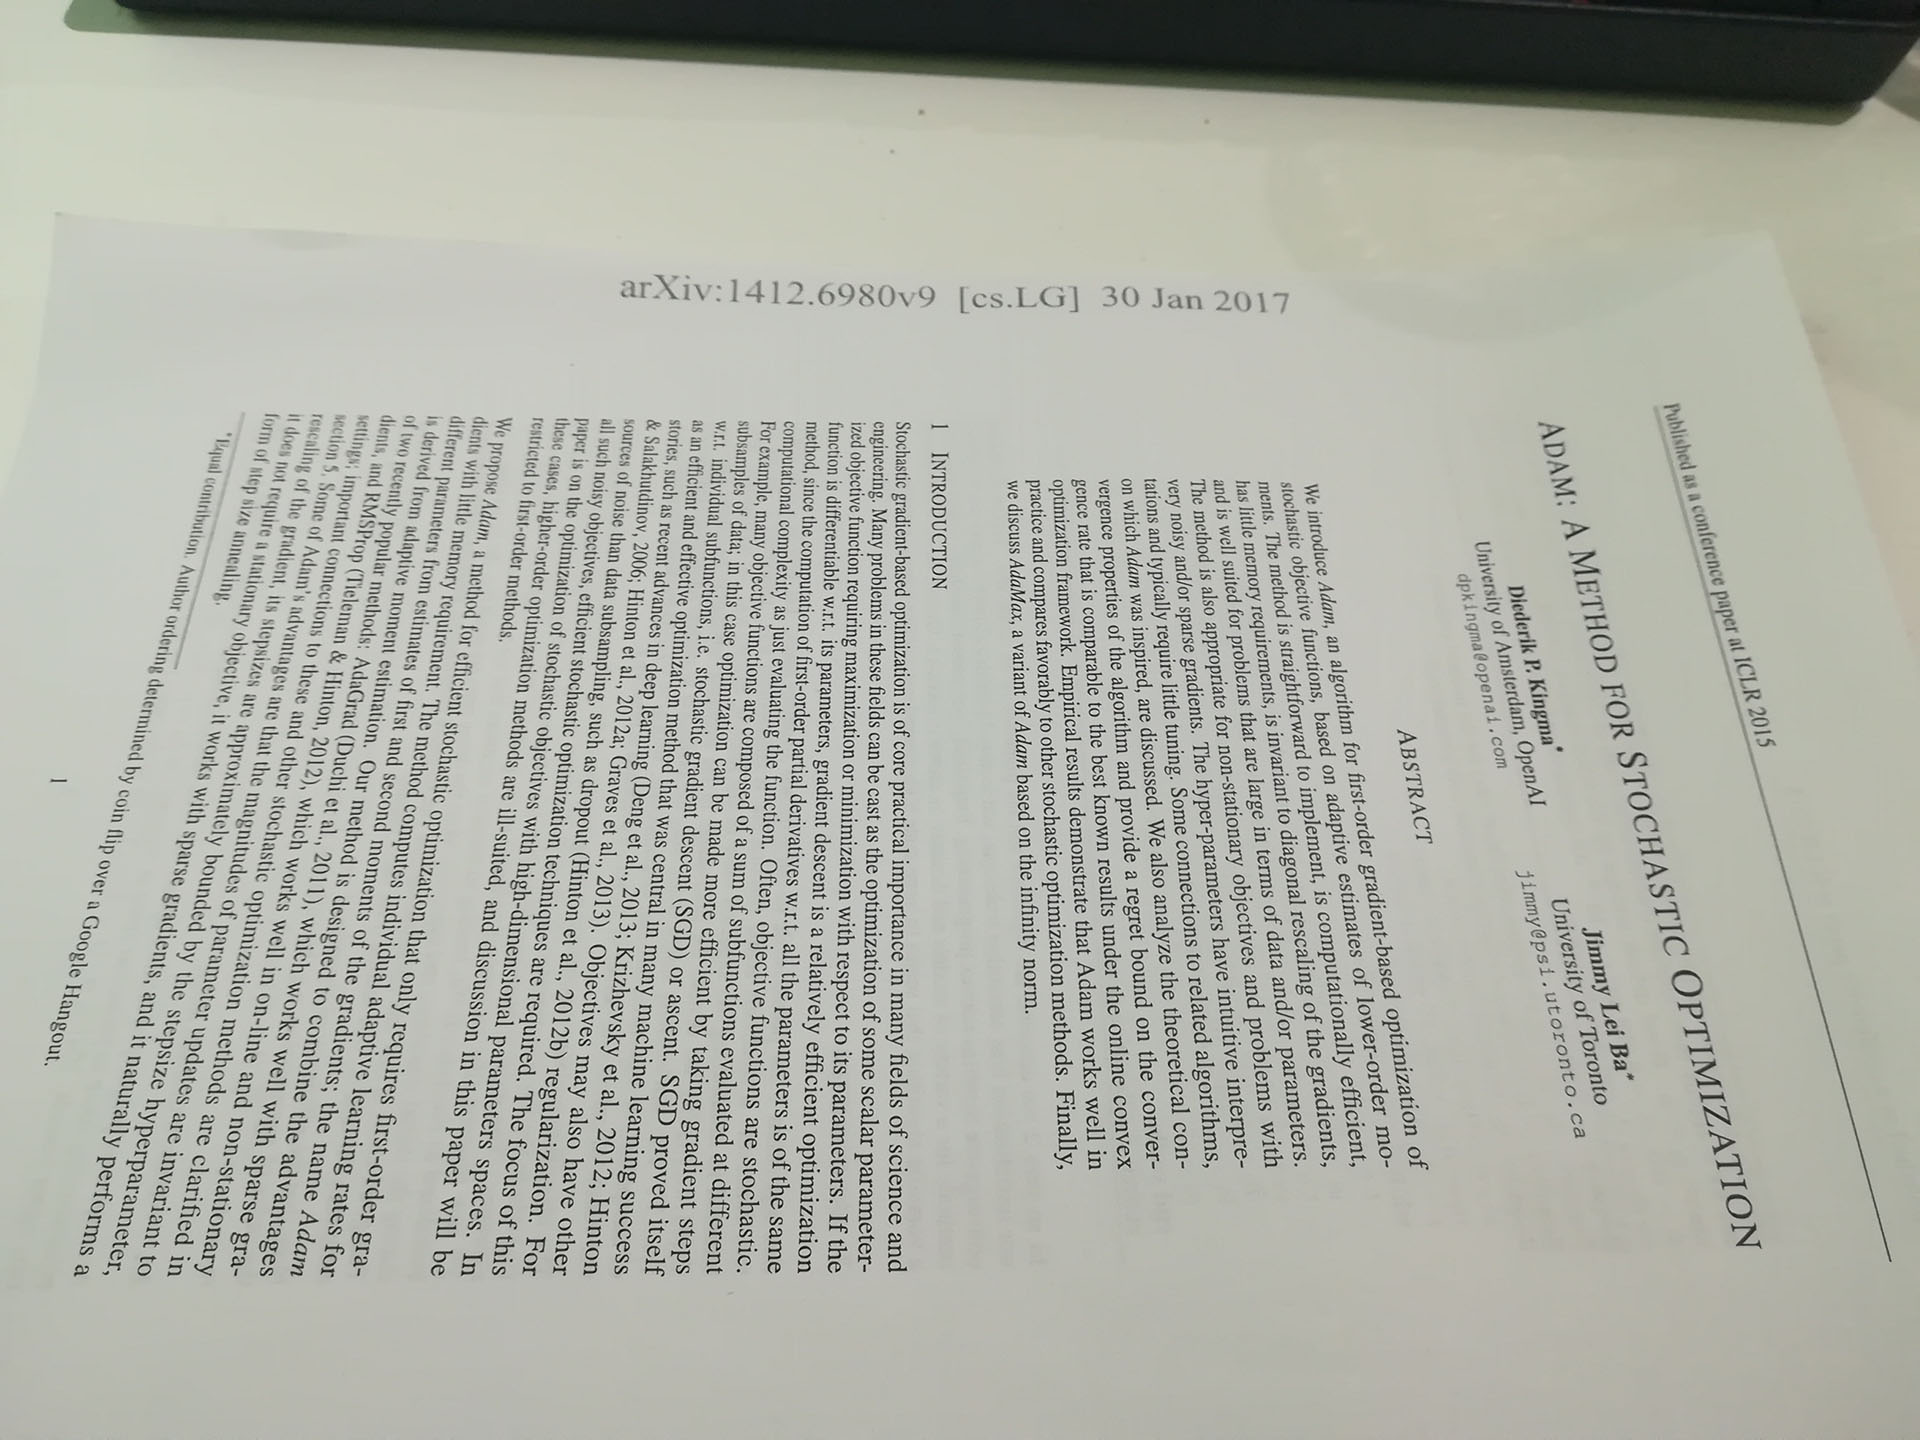 Published as a conference paper at ICLR 2015
ADAM: A METHOD FOR STOCHASTIC OPTIMIZATION
Diederik P. Kingma*
University of Amsterdam, OpenAI
dpkingma@openai.com
Jimmy Lei Ba*
University of Toronto
jimmy@psi.utoronto.ca
ABSTRACT
We introduce Adam, an algorithm for first-order gradient-based optimization of
stochastic objective functions, based on adaptive estimates of lower-order mo-
ments. The method is straightforward to implement, is computationally efficient,
has little memory requirements, is invariant to diagonal rescaling of the gradients,
and is well suited for problems that are large in terms of data and/or parameters.
The method is also appropriate for non-stationary objectives and problems with
very noisy and/or sparse gradients. The hyper-parameters have intuitive interpre-
tations and typically require little tuning. Some connections to related algorithms,
on which Adam was inspired, are discussed. We also analyze the theoretical con-
vergence properties of the algorithm and provide a regret bound on the conver-
gence rate that is comparable to the best known results under the online convex
optimization framework. Empirical results demonstrate that Adam works well in
practice and compares favorably to other stochastic optimization methods. Finally,
we discuss AdaMax, a variant of Adam based on the infinity norm.
1 INTRODUCTION
Stochastic gradient-based optimization is of core practical importance in many fields of science and
engineering. Many problems in these fields can be cast as the optimization of some scalar parameter-
ized objective function requiring maximization or minimization with respect to its parameters. If the
function is differentiable w.r.t. its parameters, gradient descent is a relatively efficient optimization
method, since the computation of first-order partial derivatives w.r.t. all the parameters is of the same
computational complexity as just evaluating the function. Often, objective functions are stochastic.
For example, many objective functions are composed of a sum of subfunctions evaluated at different
subsamples of data; in this case optimization can be made more efficient by taking gradient steps
w.r.t. individual subfunctions, i.e. stochastic gradient descent (SGD) or ascent. SGD proved itself
as an efficient and effective optimization method that was central in many machine learning success
stories, such as recent advances in deep learning (Deng et al., 2013; Krizhevsky et al., 2012; Hinton
& Salakhutdinov, 2006; Hinton et al., 2012a; Graves et al., 2013). Objectives may also have other
sources of noise than data subsampling, such as dropout (Hinton et al., 2012b) regularization. For
all such noisy objectives, efficient stochastic optimization techniques are required. The focus of this
paper is on the optimization of stochastic objectives with high-dimensional parameters spaces. In
these cases, higher-order optimization methods are ill-suited, and discussion in this paper will be
restricted to first-order methods.
We propose Adam, a method for efficient stochastic optimization that only requires first-order gra-
dients with little memory requirement. The method computes individual adaptive learning rates for
different parameters from estimates of first and second moments of the gradients; the name Adam
is derived from adaptive moment estimation. Our method is designed to combine the advantages
of two recently popular methods: AdaGrad (Duchi et al., 2011), which works well with sparse gra-
dients, and RMSProp (Tieleman & Hinton, 2012), which works well in on-line and non-stationary
settings; important connections to these and other stochastic optimization methods are clarified in
section 5. Some of Adam's advantages are that the magnitudes of parameter updates are invariant to
rescaling of the gradient, its stepsizes are approximately bounded by the stepsize hyperparameter,
it does not require a stationary objective, it works with sparse gradients, and it naturally performs a
form of step size annealing.
*Equal contribution. Author ordering determined by coin flip over a Google Hangout.
1
arXiv:1412.6980v9 [cs.LG] 30 Jan 2017